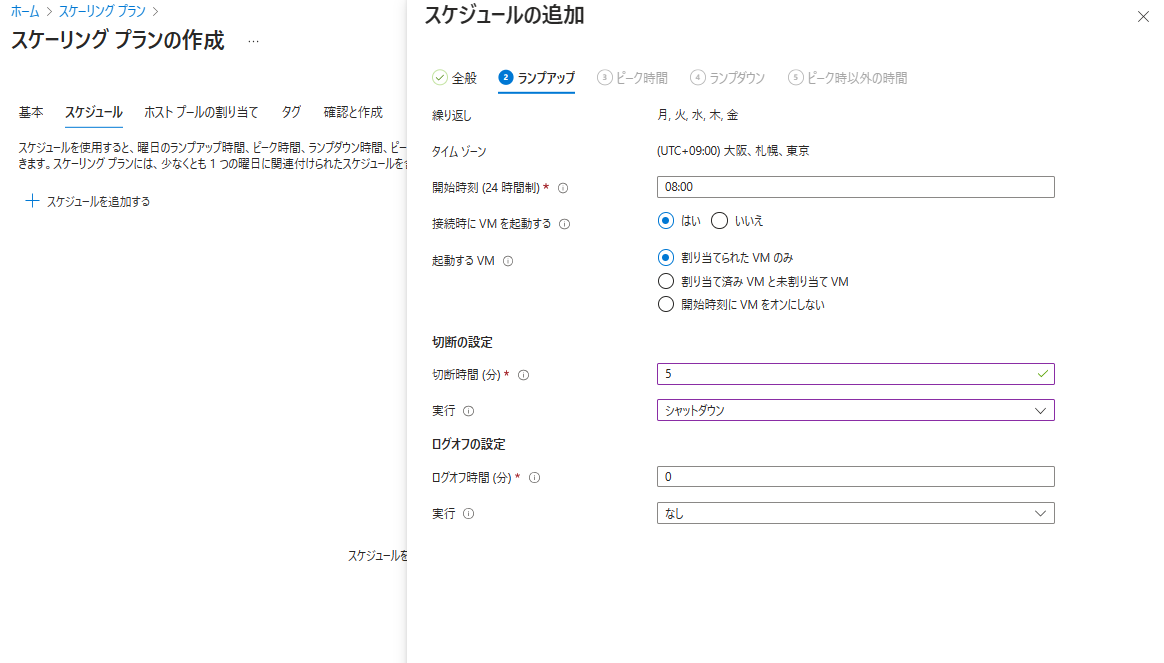 ホーム > スケーリング プラン >
スケーリング プランの作成 …
基本 スケジュール ホスト プールの割り当て タグ 確認と作成
スケジュールを使用すると、曜日のランプアップ時間、ピーク時間、ランプダウン時間、ピー
きます。スケーリング プランには、少なくとも 1 つの曜日に関連付けられたスケジュールを
+ スケジュールを追加する
スケジュールを
スケジュールの追加
全般 2 ランプアップ 3 ピーク時間 4 ランプダウン 5 ピーク時以外の時間
繰り返し 月, 火, 水, 木, 金
タイム ゾーン (UTC+09:00) 大阪、札幌、東京
開始時刻 (24 時間制) * 08:00
接続時に VM を起動する はい いいえ
起動する VM 割り当てられた VM のみ
割り当て済み VM と未割り当て VM
開始時刻に VM をオンにしない
切断の設定
切断時間 (分) * 5
実行 シャットダウン
ログオフの設定
ログオフ時間 (分) * 0
実行 なし